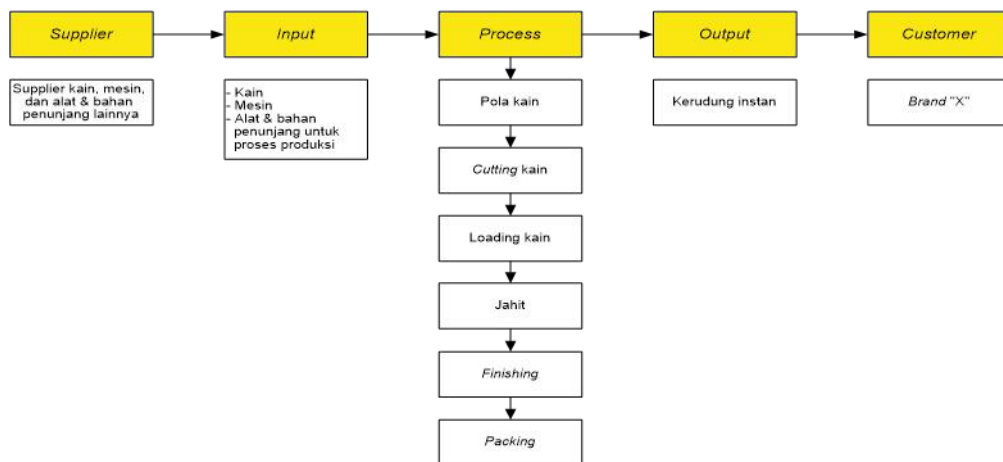 Supplier
Input
Process
Output
Customer
Supplier kain, mesin,
dan alat & bahan
penunjang lainnya
- Kain
- Mesin
- Alat & bahan
penunjang untuk
proses produksi
Pola kain
Cutting kain
Loading kain
Jahit
Finishing
Packing
Kerudung instan
Brand "X"